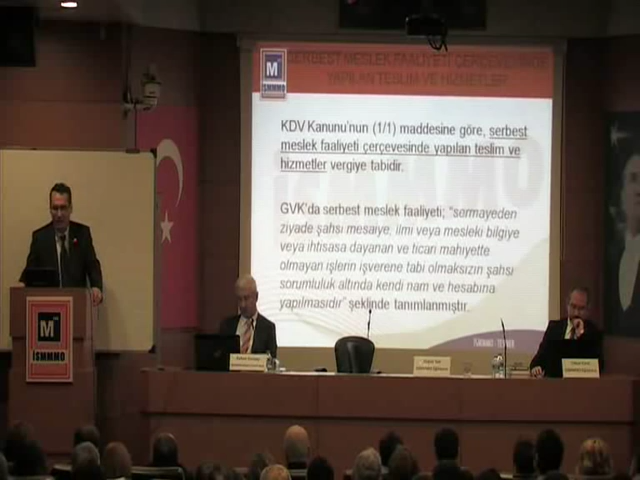 SERBEST MESLEK FAALİYETİ ÇERÇEVESİNDE
YAPILAN TESLİM VE HİZMETLER
M
İSMMMO
KDV Kanunu'nun (1/1) maddesine göre, serbest
meslek faaliyeti çerçevesinde yapılan teslim ve
hizmetler vergiye tabidir.
GVK'da serbest meslek faaliyeti; "sermayeden
ziyade şahsi mesaiye, ilmi veya mesleki bilgiye
veya ihtisasa dayanan ve ticari mahiyette
olmayan işlerin işverene tabi olmaksızın şahsi
sorumluluk altında kendi nam ve hesabına
yapılmasıdır" şeklinde tanımlanmıştır.
M
İSMMMO